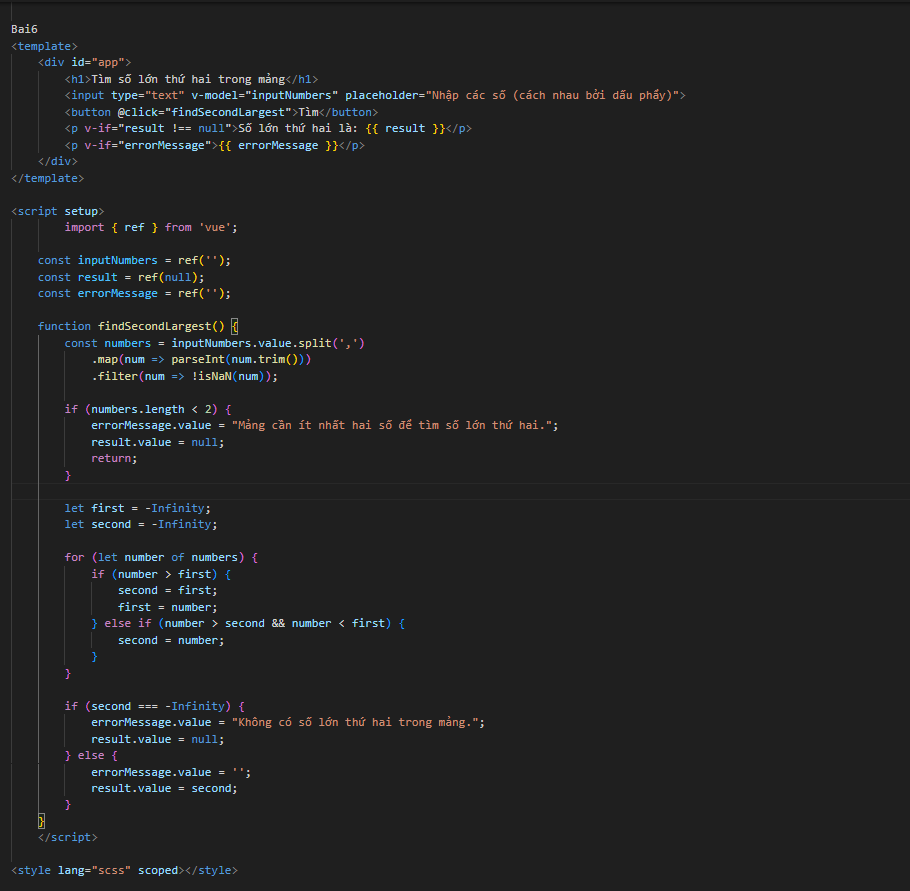 Bai6
<template>
<div id="app">
<h1>Tìm số lớn thứ hai trong mảng</h1>
<input type="text" v-model="inputNumbers" placeholder="Nhập các số (cách nhau bởi dấu phẩy)">
<button @click="findSecondLargest">Tìm</button>
<p v-if="result !== null">Số lớn thứ hai là: {{ result }}</p>
<p v-if="errorMessage">{{ errorMessage }}</p>
</div>
</template>
<script setup>
import { ref } from 'vue';
const inputNumbers = ref('');
const result = ref(null);
const errorMessage = ref('');
function findSecondLargest() {
const numbers = inputNumbers.value.split(',')
.map(num => parseInt(num.trim()))
.filter(num => !isNaN(num));
if (numbers.length < 2) {
errorMessage.value = "Mảng cần ít nhất hai số để tìm số lớn thứ hai.";
result.value = null;
return;
}
let first = -Infinity;
let second = -Infinity;
for (let number of numbers) {
if (number > first) {
second = first;
first = number;
} else if (number > second && number < first) {
second = number;
}
}
if (second === -Infinity) {
errorMessage.value = "Không có số lớn thứ hai trong mảng.";
result.value = null;
} else {
errorMessage.value = '';
result.value = second;
}
}
</script>
<style lang="scss" scoped></style>